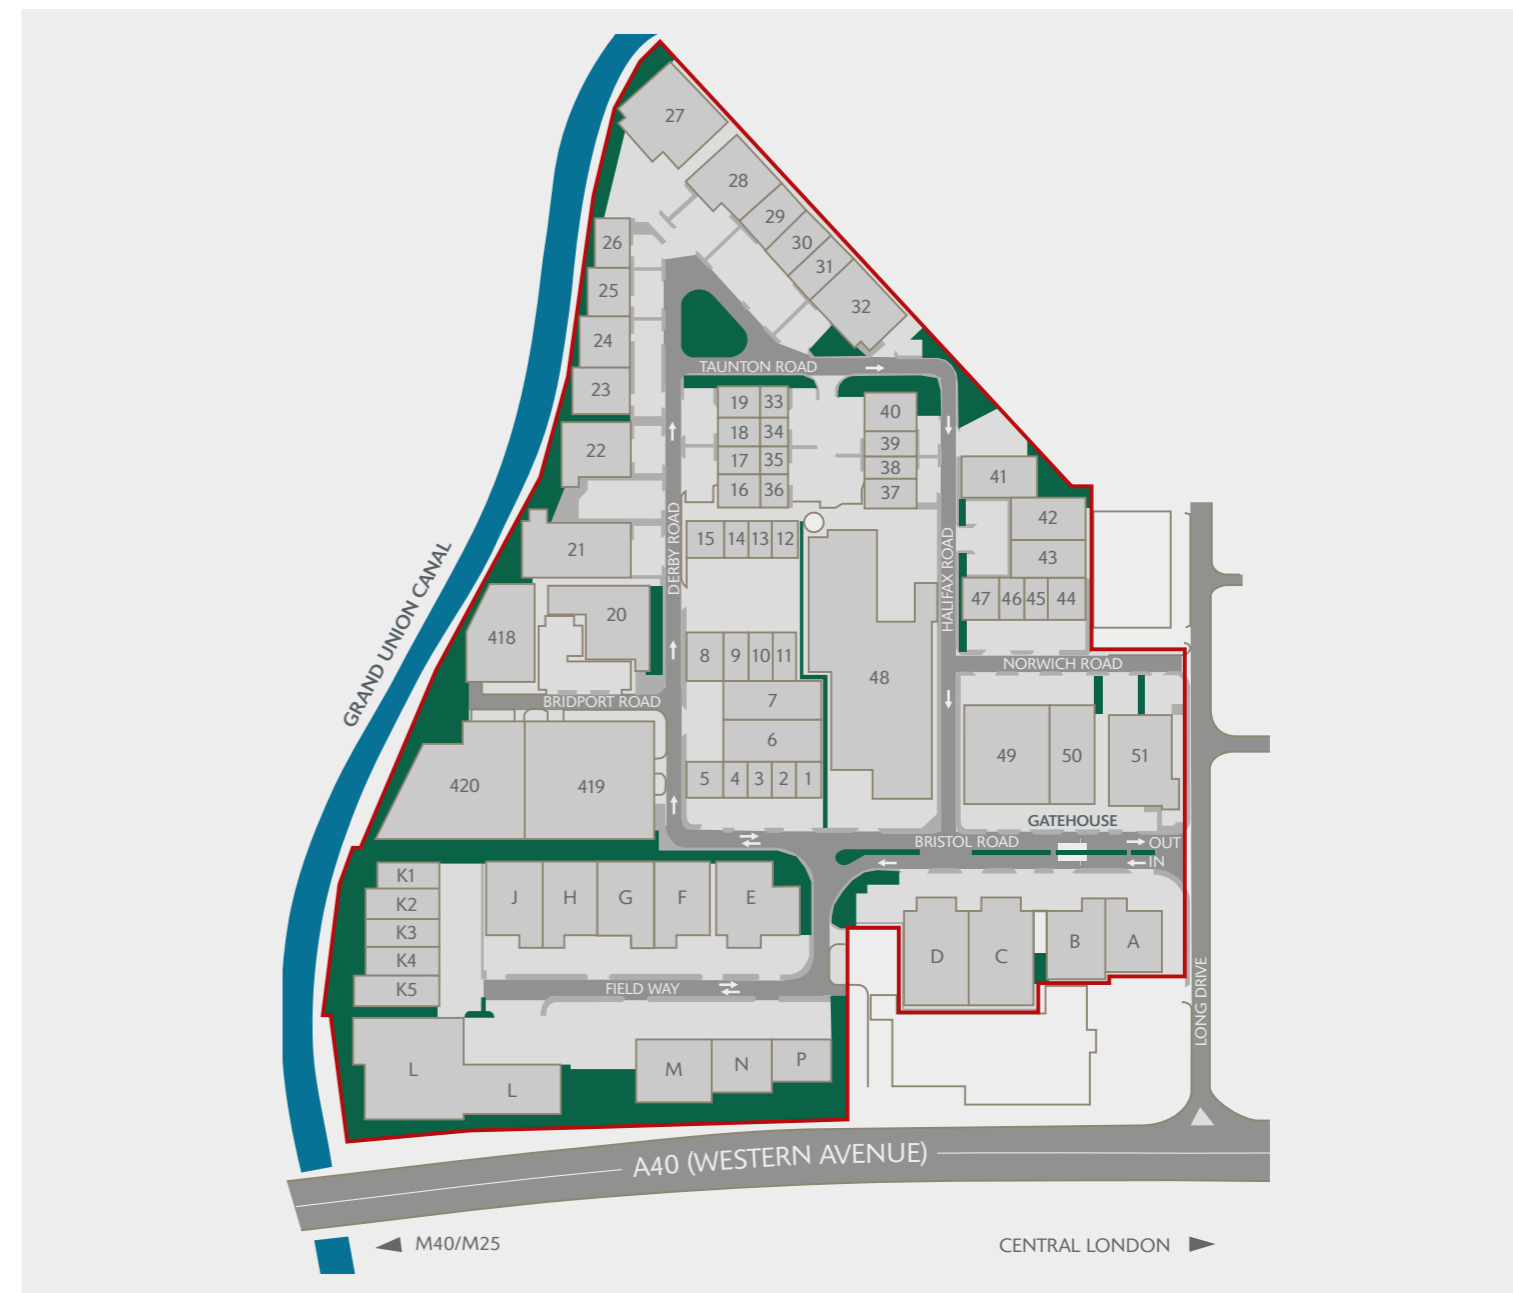 27
28
29
30
31
32
26
25
24
23
22
21
20
418
GRAND UNION CANAL
TAUNTON ROAD
19 33
18 34
17 35
16 36
40
39
38
37
DERBY ROAD
HALIFAX ROAD
41
42
43
47 46 45 44
15 14 13 12
8 9 10 11
7
6
5 4 3 2 1
48
NORWICH ROAD
BRIDPORT ROAD
420
419
49
50
51
GATEHOUSE
BRISTOL ROAD
OUT
IN
K1
K2
K3
K4
K5
J
H
G
F
E
D
C
B
A
FIELD WAY
LONG DRIVE
L
L
M
N
P
A40 (WESTERN AVENUE)
M40/M25
CENTRAL LONDON